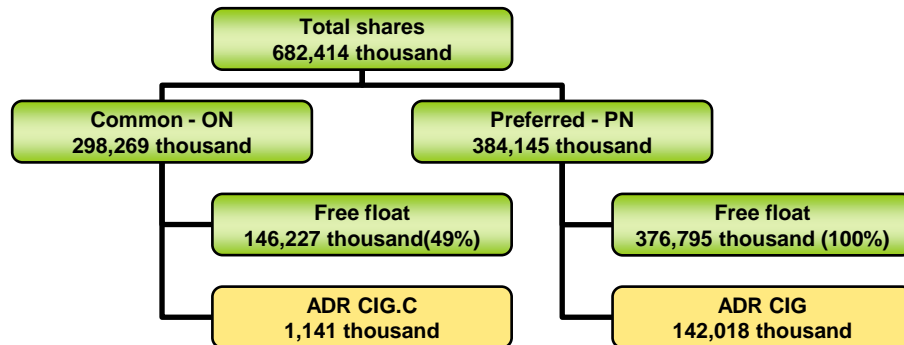 Total shares
682,414 thousand
Common - ON
298,269 thousand
Preferred - PN
384,145 thousand
Free float
146,227 thousand(49%)
Free float
376,795 thousand (100%)
ADR CIG.C
1,141 thousand
ADR CIG
142,018 thousand